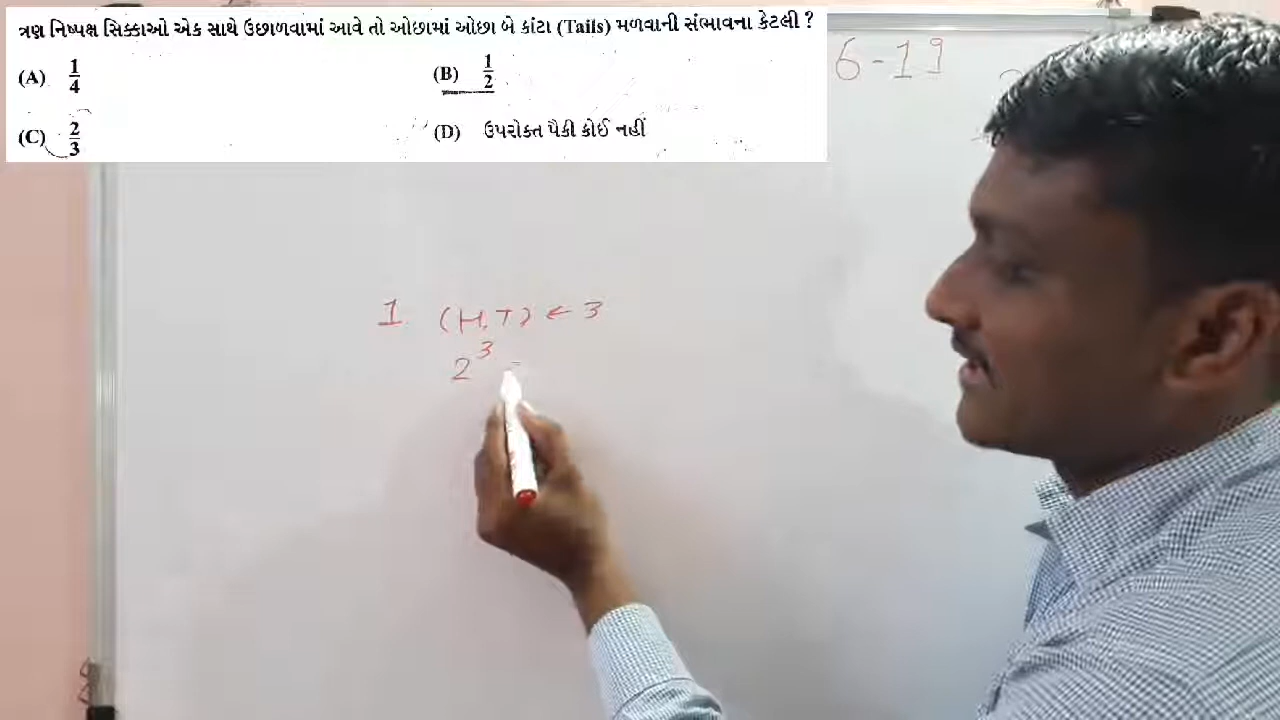 ત્રણ નિષ્પક્ષ સિક્કાઓ એક સાથે ઉછાળવામાં આવે તો ઓછામાં ઓછા બે કાંટા (Tails) મળવાની સંભાવના કેટલી ?
(A) 1/4 (B) 1/2
(C) 2/3 (D) ઉપરોક્ત પૈકી કોઈ નહીં
6-19
1 (H,T) ← 3
2³ =